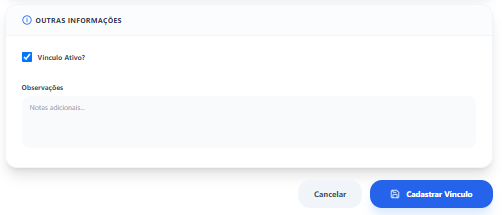 OUTRAS INFORMAÇÕES
Vínculo Ativo?
Observações
Notas adicionais...
Cancelar
Cadastrar Vínculo